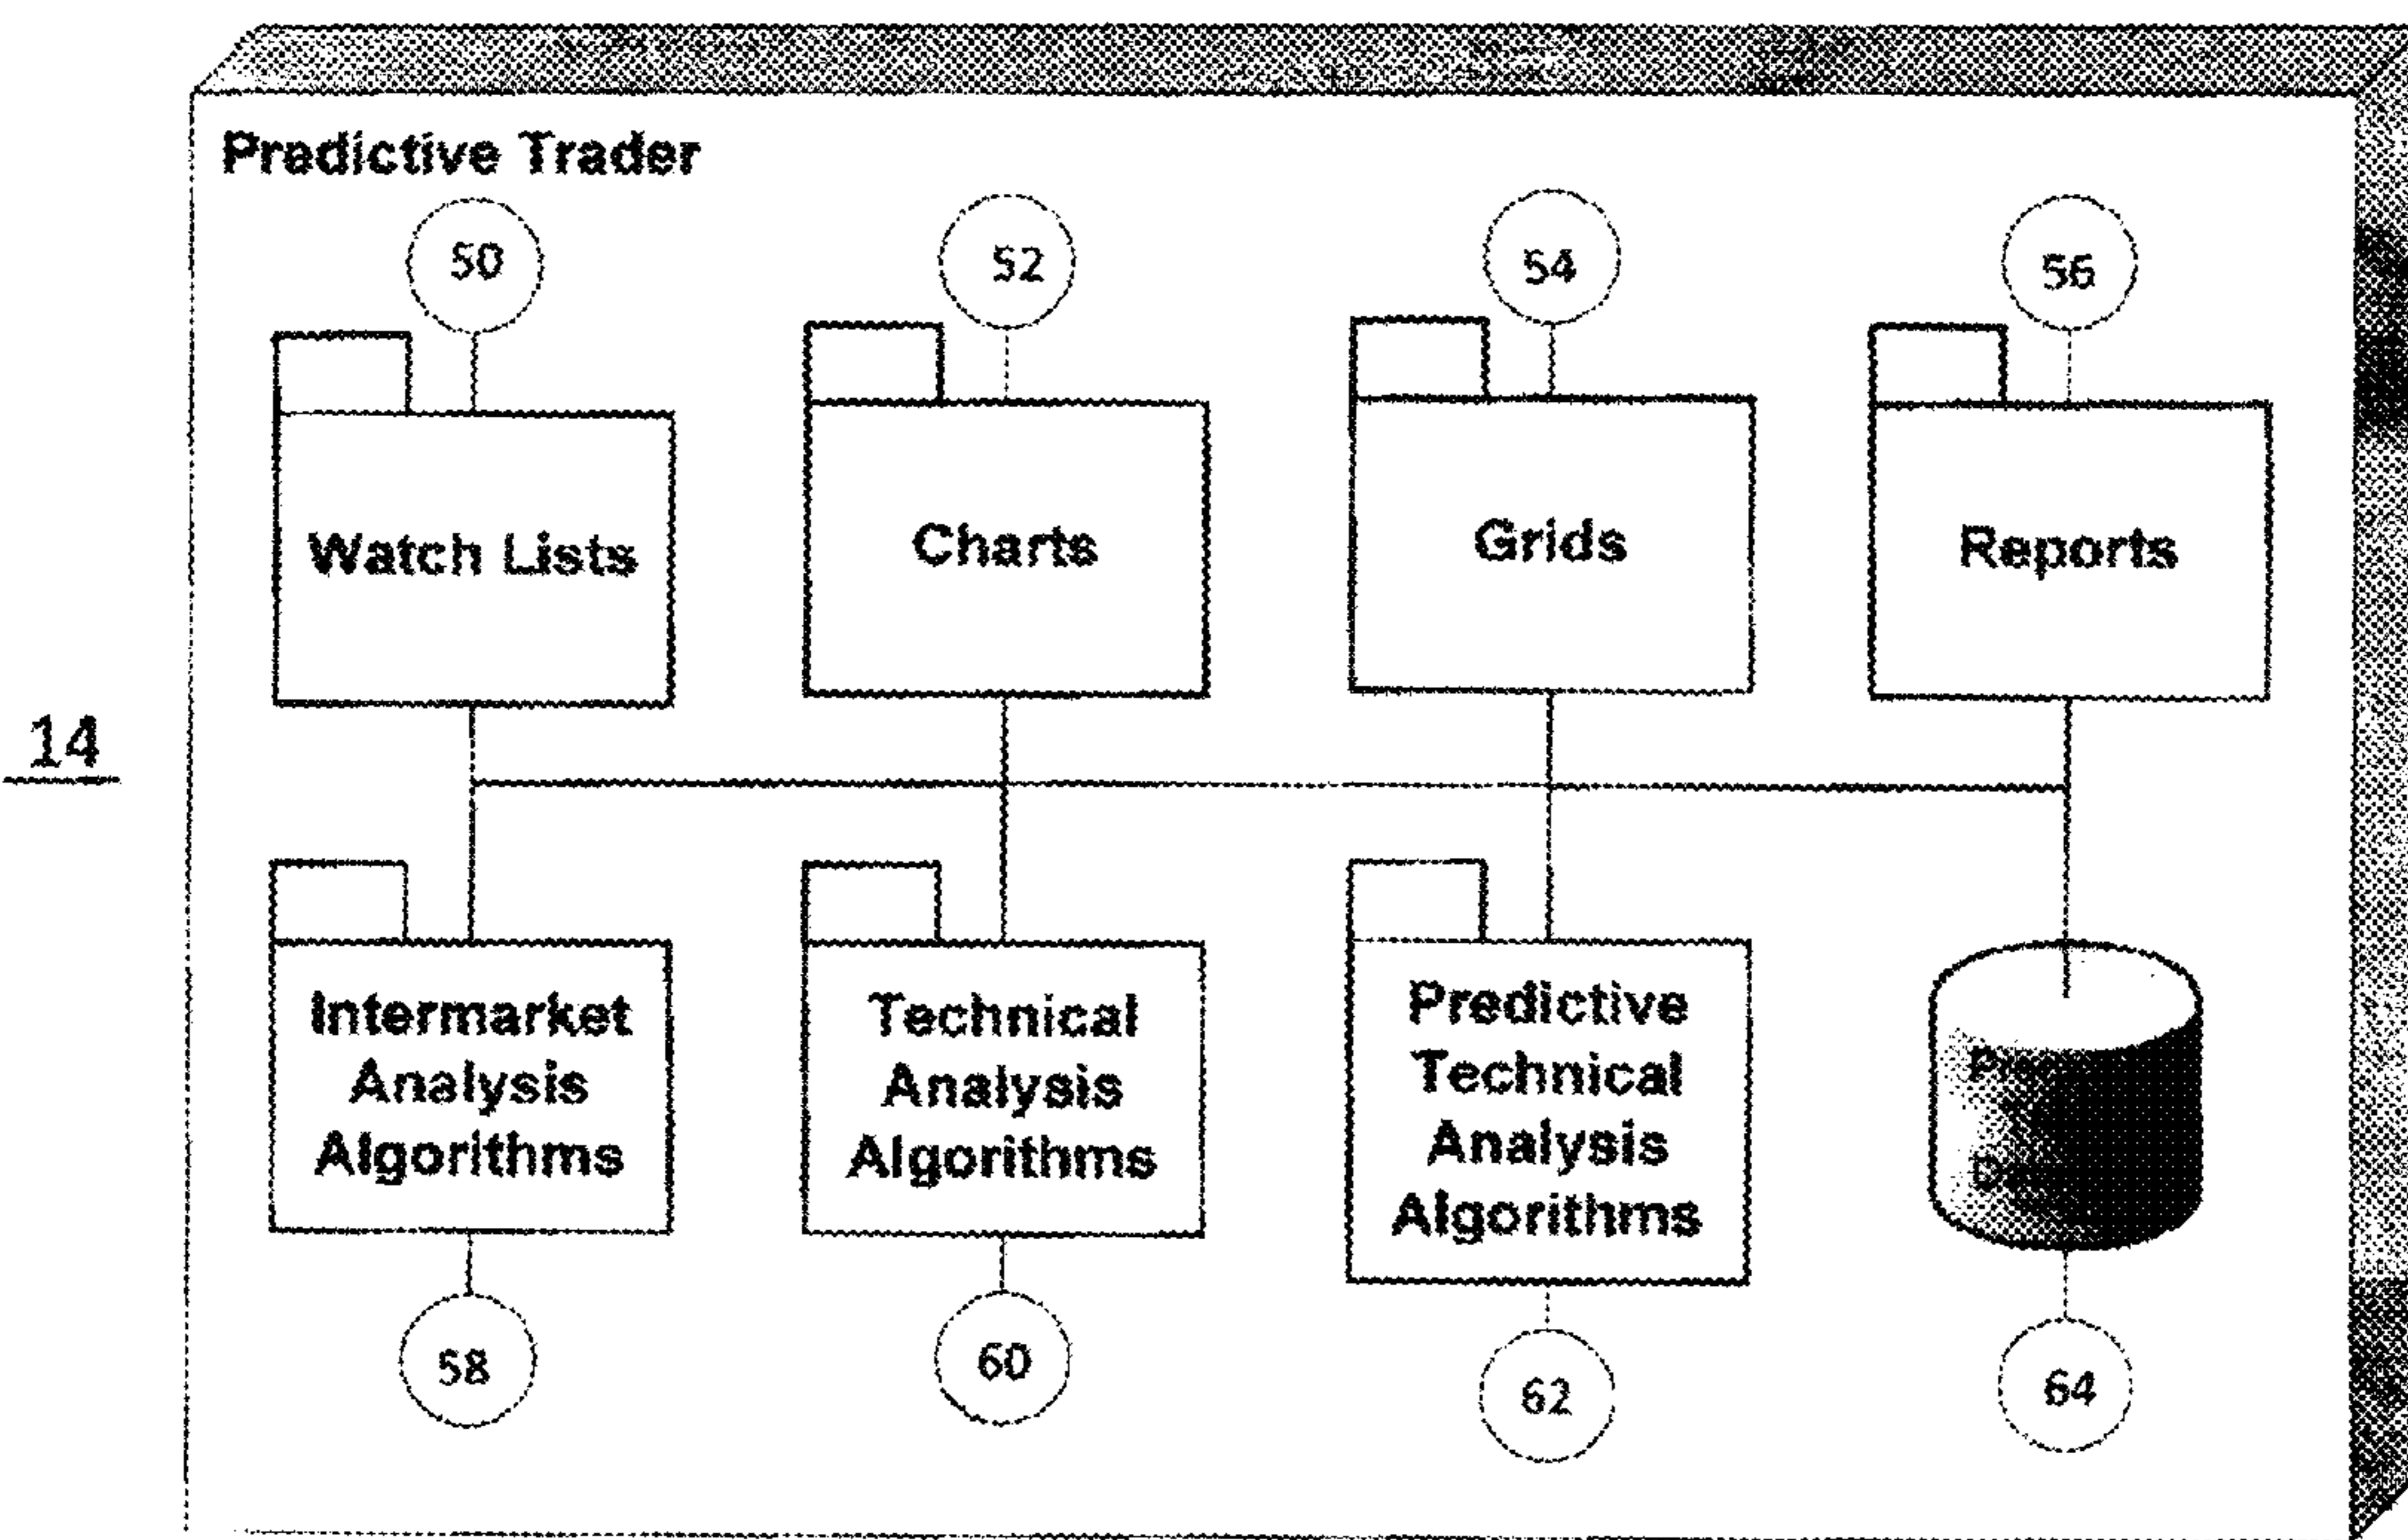 Predictive Trader
50
52
54
56
Watch Lists
Charts
Grids
Reports
14
Intermarket
Analysis
Algorithms
Technical
Analysis
Algorithms
Predictive
Technical
Analysis
Algorithms
58
60
62
64